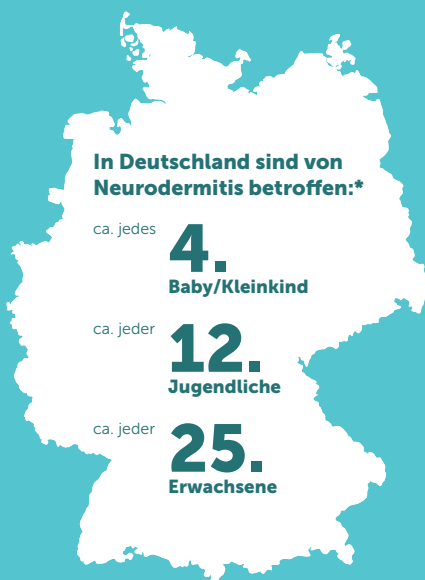 In Deutschland sind von
Neurodermitis betroffen:*
ca. jedes
4.
Baby/Kleinkind
ca. jeder
12.
Jugendliche
ca. jeder
25.
Erwachsene